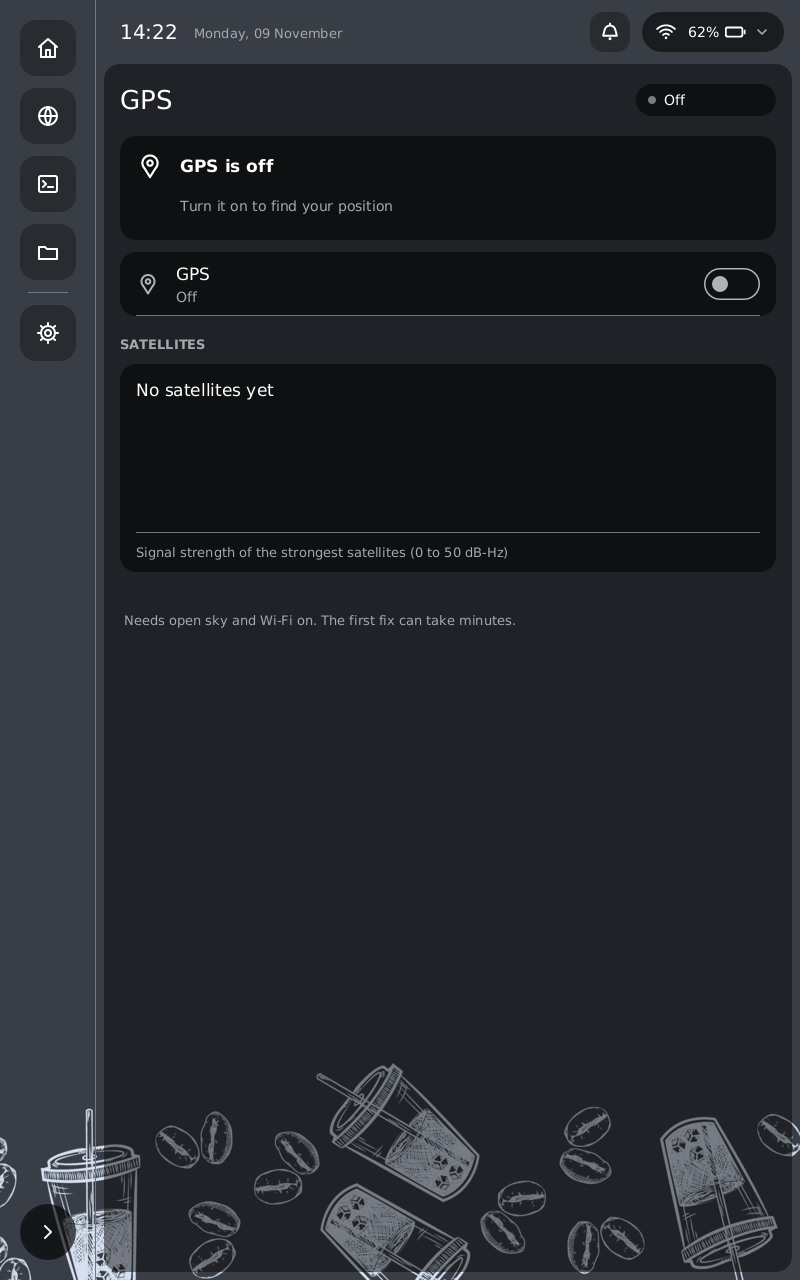 14:22 Monday, 09 November
62%
GPS
Off
GPS is off
Turn it on to find your position
GPS
Off
SATELLITES
No satellites yet
Signal strength of the strongest satellites (0 to 50 dB-Hz)
Needs open sky and Wi-Fi on. The first fix can take minutes.